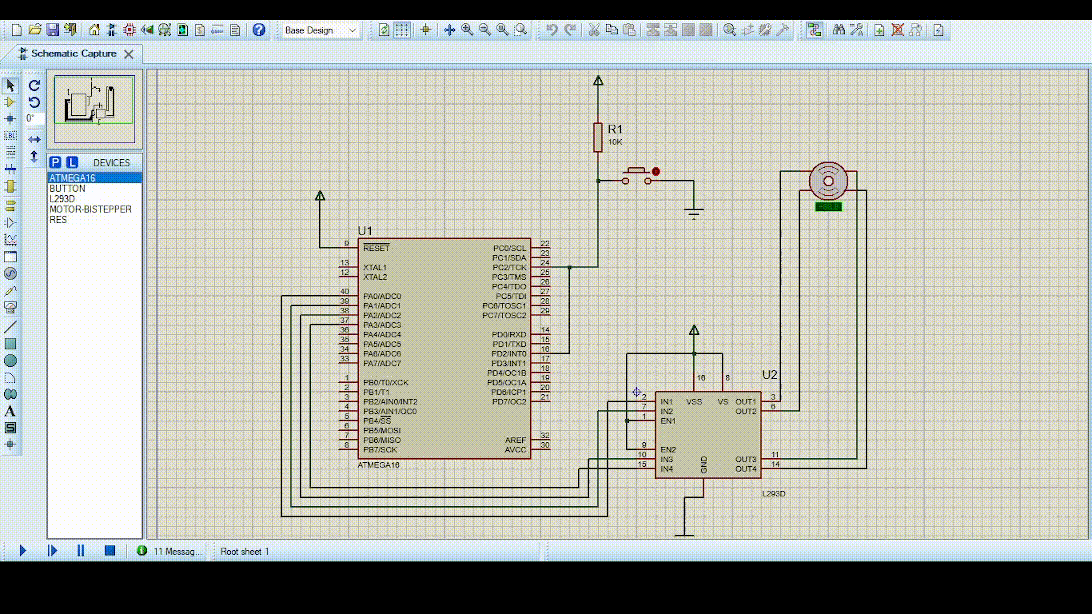 Base Design
Schematic Capture
0°
P L DEVICES
ATMEGA16
BUTTON
L293D
MOTOR-BISTEPPER
RES
R1
10K
U1
9 RESET
13 XTAL1
12 XTAL2
40 PA0/ADC0
39 PA1/ADC1
38 PA2/ADC2
37 PA3/ADC3
36 PA4/ADC4
35 PA5/ADC5
34 PA6/ADC6
33 PA7/ADC7
1 PB0/T0/XCK
2 PB1/T1
3 PB2/AIN0/INT2
4 PB3/AIN1/OC0
5 PB4/SS
6 PB5/MOSI
7 PB6/MISO
8 PB7/SCK
PC0/SCL 22
PC1/SDA 23
PC2/TCK 24
PC3/TMS 25
PC4/TDO 26
PC5/TDI 27
PC6/TOSC1 28
PC7/TOSC2 29
PD0/RXD 14
PD1/TXD 15
PD2/INT0 16
PD3/INT1 17
PD4/OC1B 18
PD5/OC1A 19
PD6/ICP1 20
PD7/OC2 21
AREF 32
AVCC 30
ATMEGA16
U2
16 8
VSS VS
2 IN1
7 IN2
1 EN1
9 EN2
10 IN3
15 IN4
OUT1 3
OUT2 6
OUT3 11
OUT4 14
GND
L293D
11 Messag...
Root sheet 1